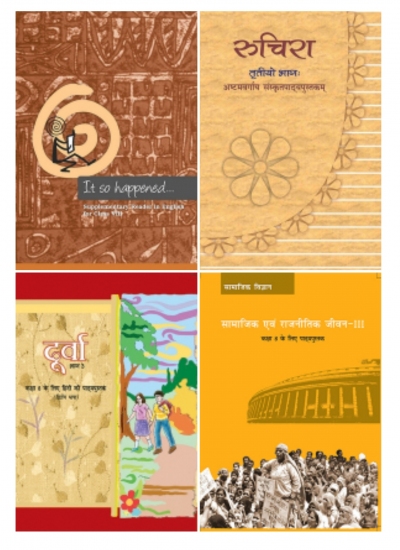 It so happened...
Supplementary Reader in English
for Class VIII
रुचिरा
तृतीयो भागः
अष्टमवर्गाय संस्कृतपाठ्यपुस्तकम्
दूर्वा
भाग 3
कक्षा 8 के लिए हिंदी की पाठ्यपुस्तक
(द्वितीय भाषा)
सामाजिक विज्ञान
सामाजिक एवं राजनीतिक जीवन-III
कक्षा 8 के लिए पाठ्यपुस्तक